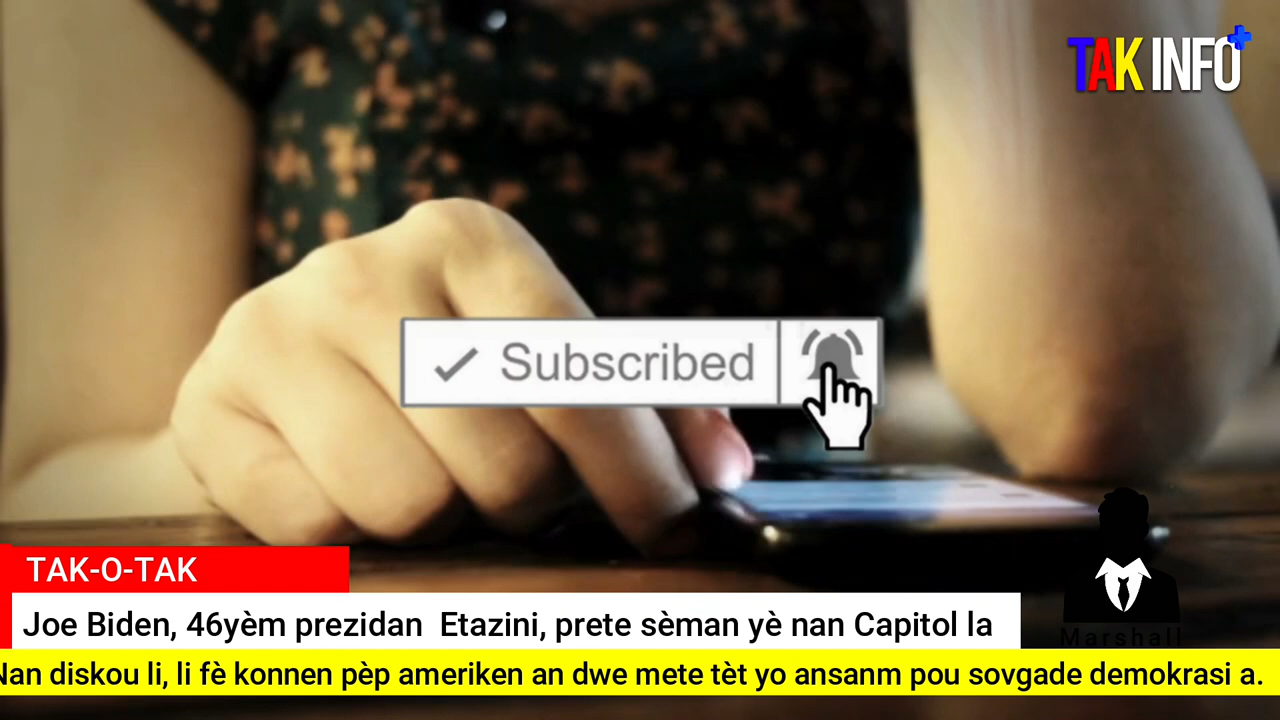 TAK INFO+
Subscribed
TAK-O-TAK
Joe Biden, 46yèm prezidan Etazini, prete sèman yè nan Capitol la
Marshall
Nan diskou li, li fè konnen pèp ameriken an dwe mete tèt yo ansanm pou sovgade demokrasi a.